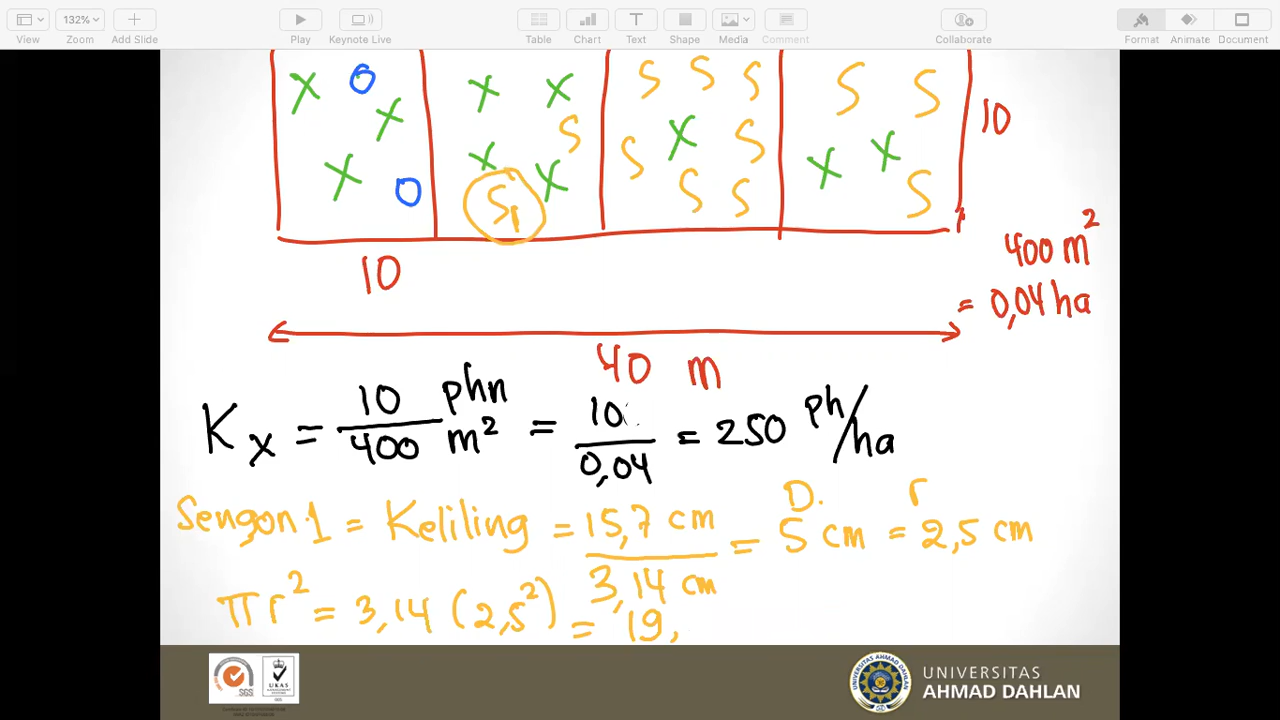 132%
View Zoom Add Slide Play Keynote Live Table Chart Text Shape Media Comment Collaborate Format Animate Document
X O X X S S S S S
X S X S X X 10
X O X S1 X S S X S
10
400 m²
= 0,04 ha
40 m
Kx = 10 phn / 400 m² = 10 / 0,04 = 250 ph/ha
D. r
Sengon 1 = Keliling = 15,7 cm / 3,14 cm = 5 cm = 2,5 cm
πr² = 3,14 (2,5²) = 19,
UKAS
UNIVERSITAS
AHMAD DAHLAN